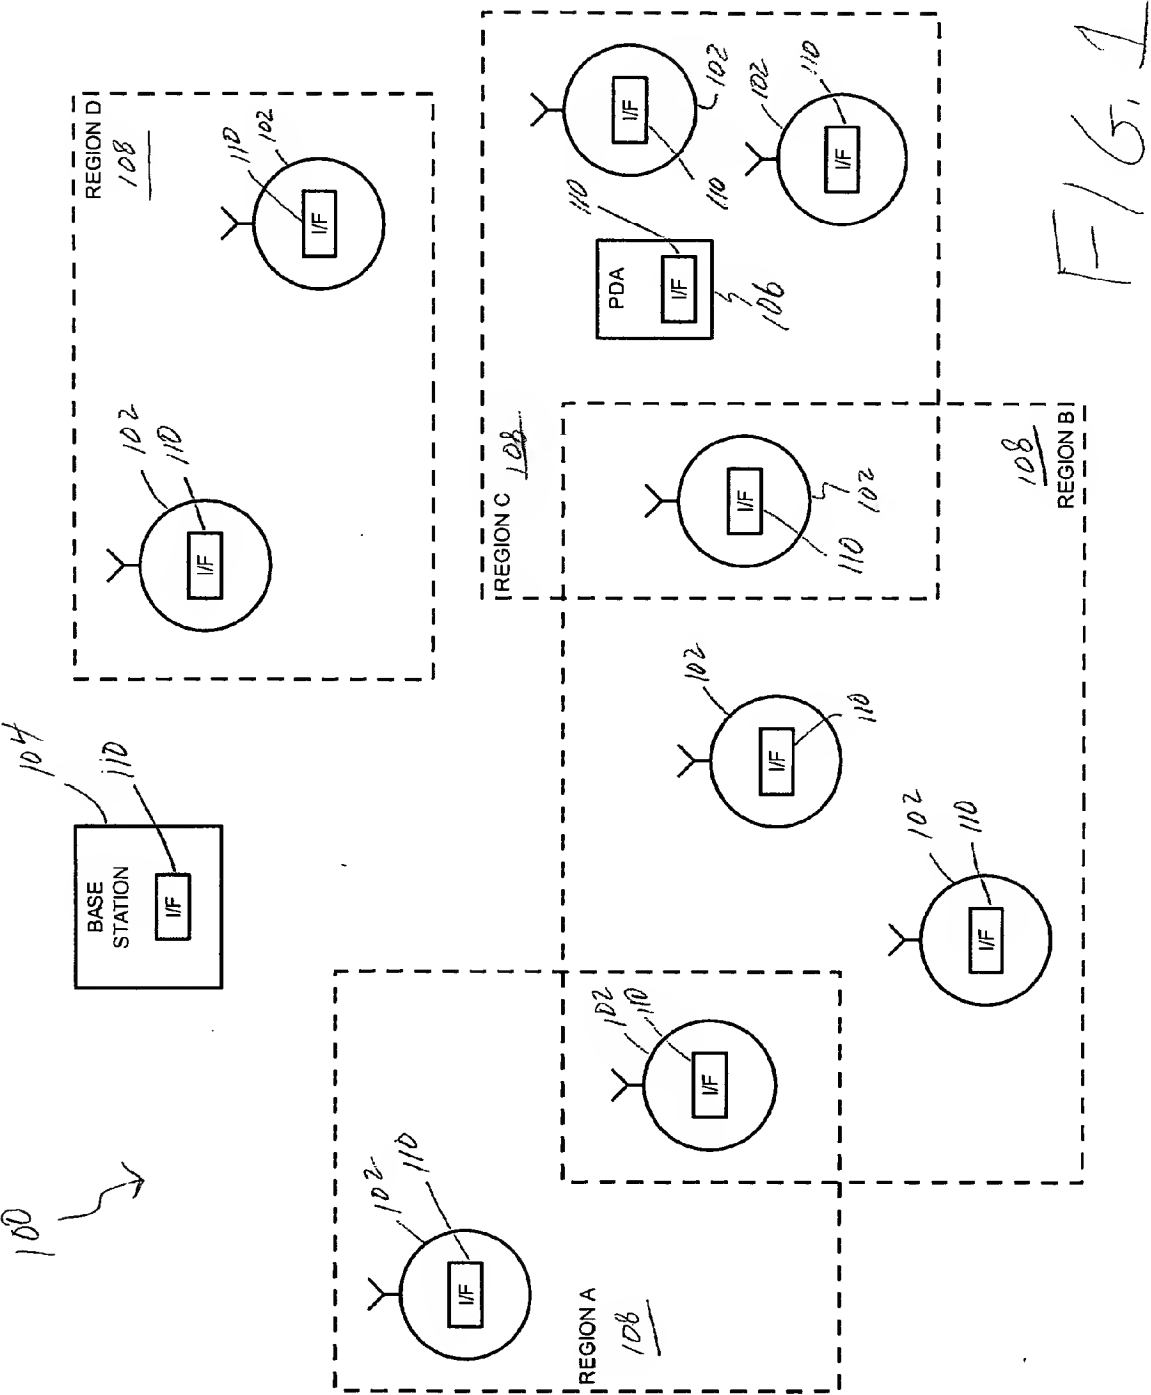 100
104
110
BASE
STATION
I/F
REGION D
108
102
110
I/F
110
102
I/F
102
110
I/F
REGION A
108
REGION C
108
102
110
I/F
102
110
I/F
102
110
I/F
102
110
I/F
108
REGION B
PDA
I/F
110
106
I/F
102
110
102
110
I/F
FIG. 1